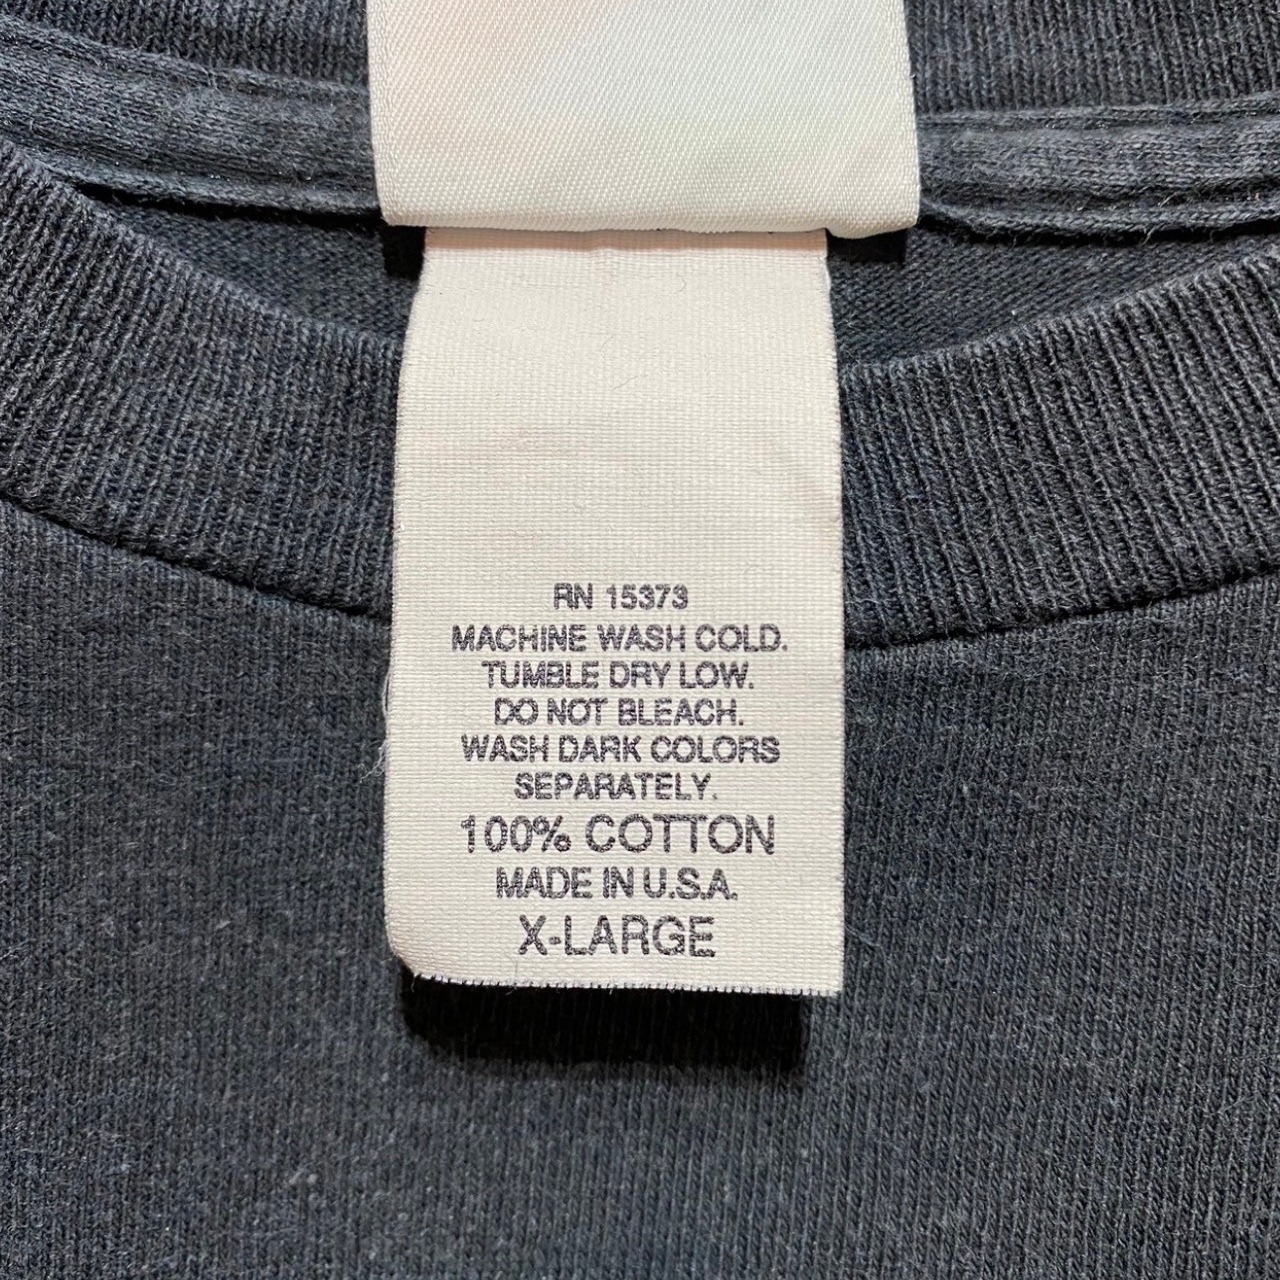 RN 15373
MACHINE WASH COLD.
TUMBLE DRY LOW.
DO NOT BLEACH.
WASH DARK COLORS
SEPARATELY.
100% COTTON
MADE IN U.S.A.
X-LARGE